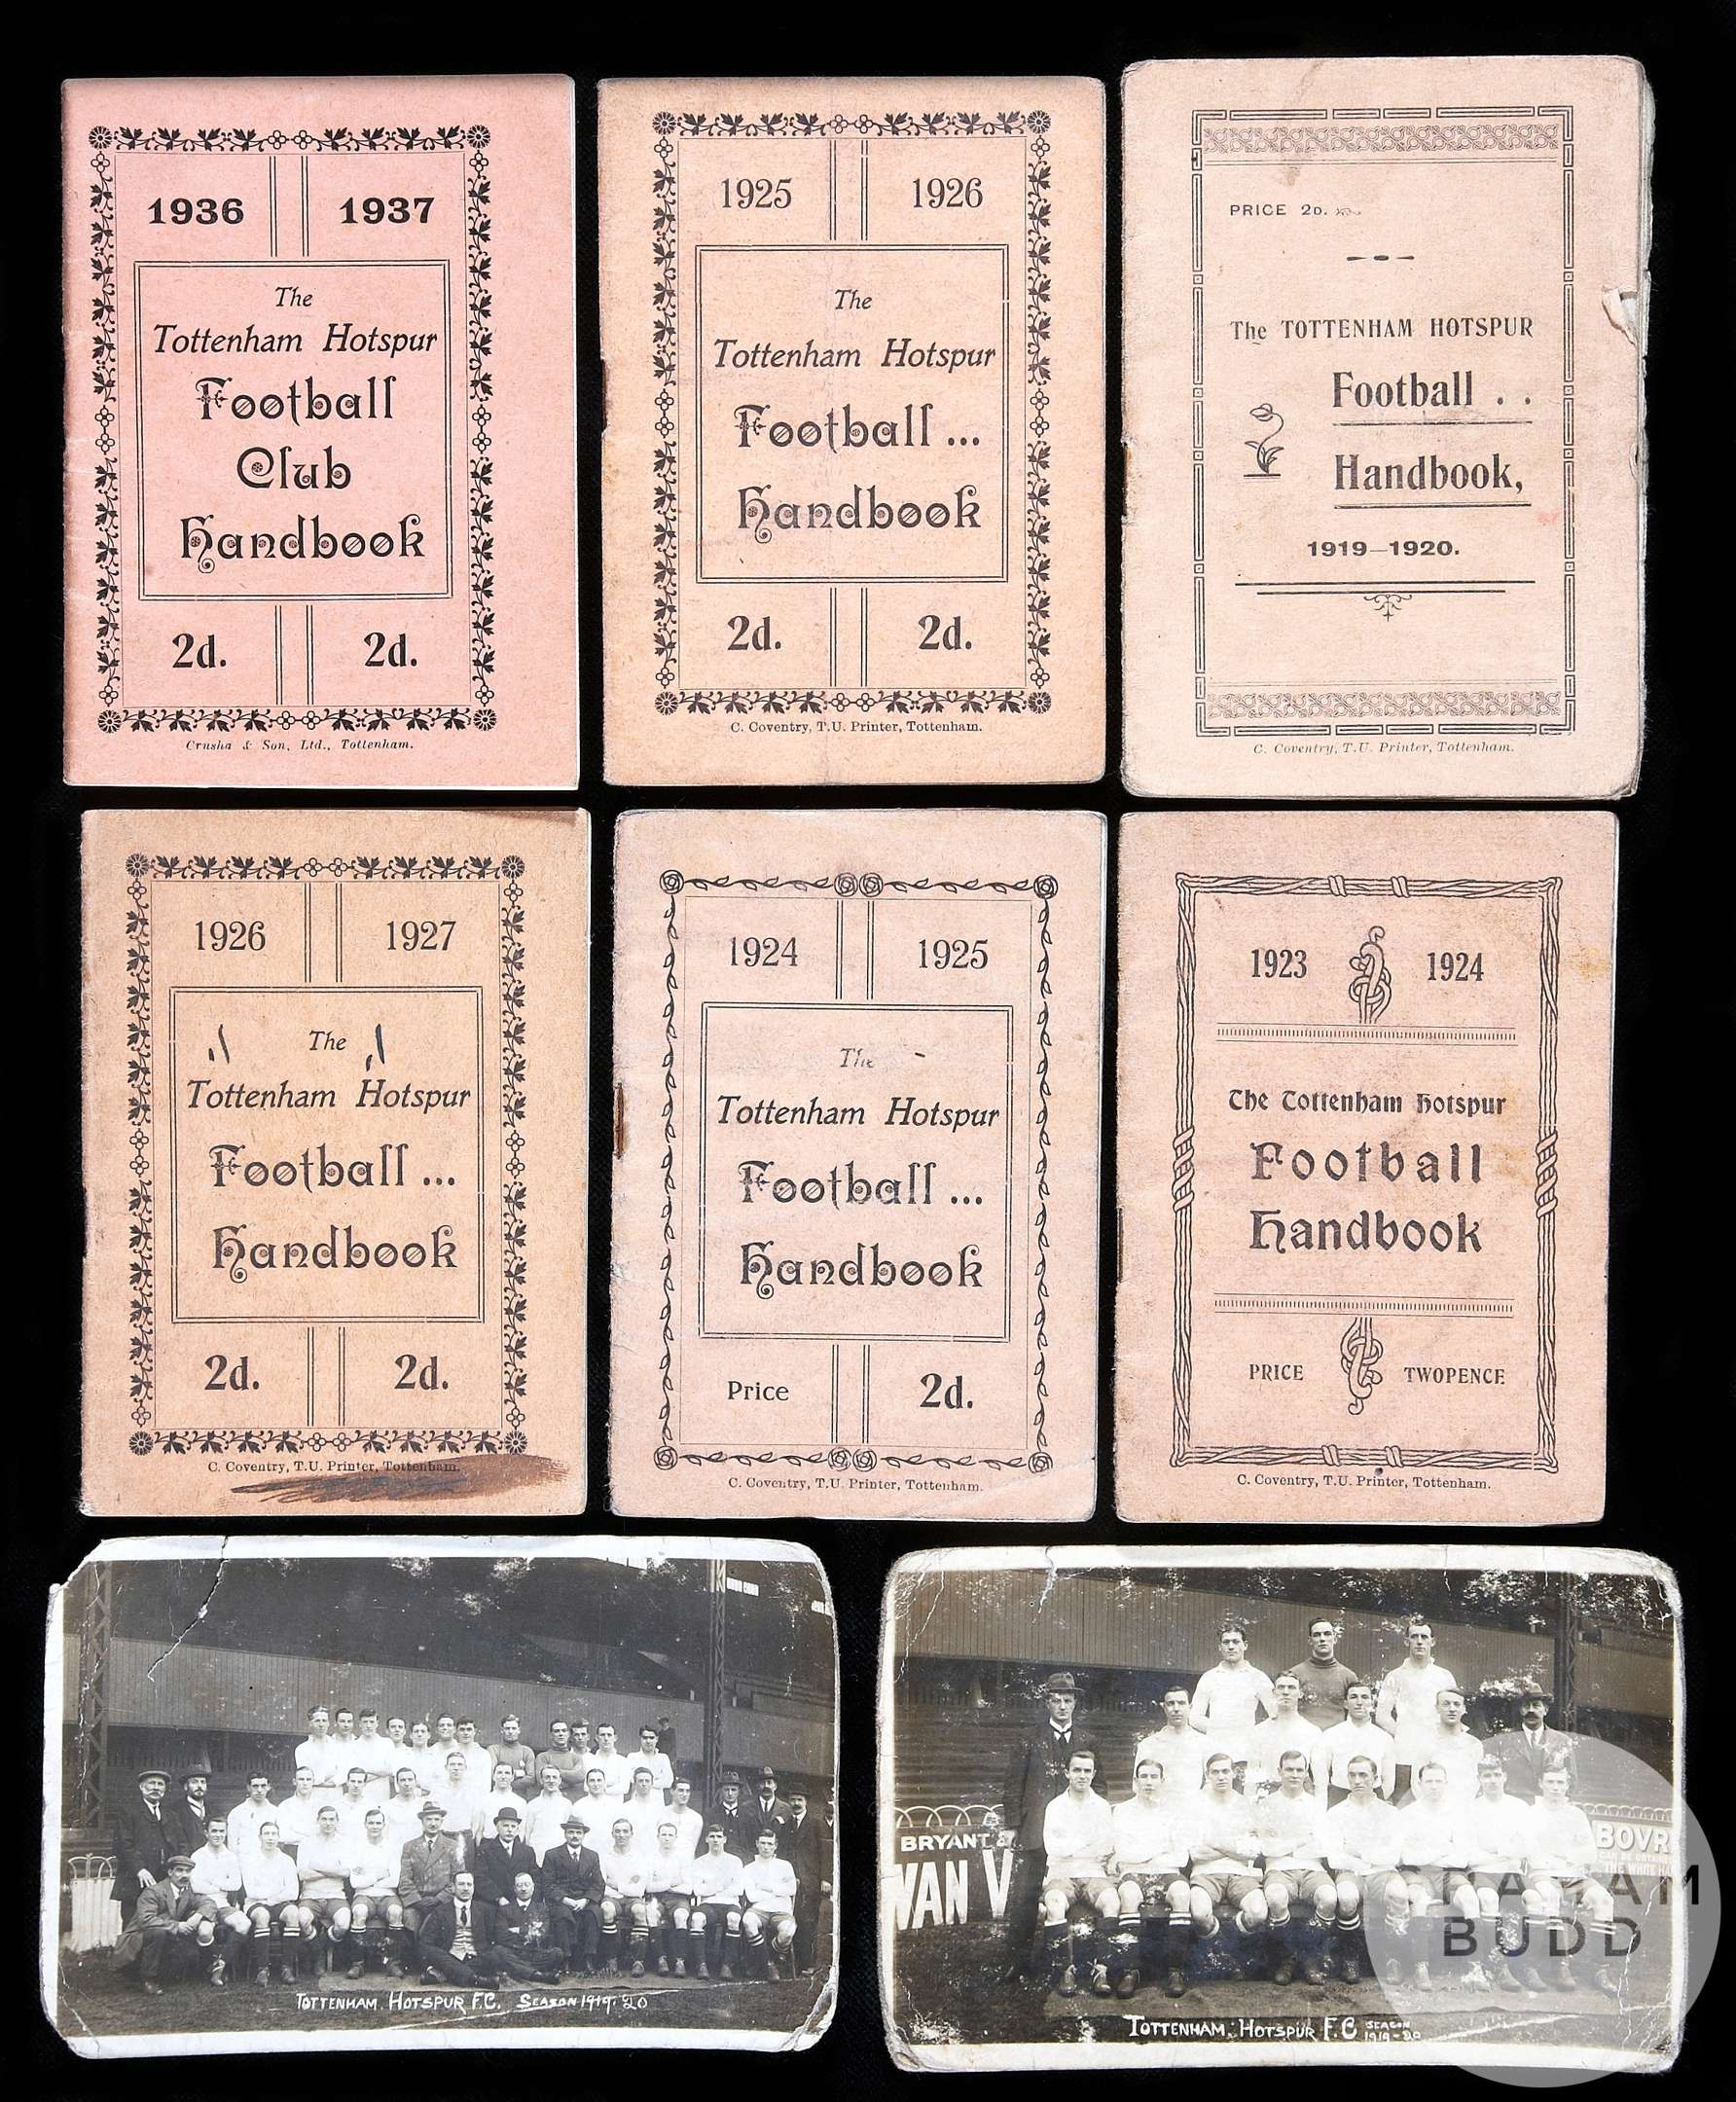 1936 1937
The
Tottenham Hotspur
Football
Club
Handbook
2d. 2d.
Crusha & Son, Ltd., Tottenham.
1925 1926
The
Tottenham Hotspur
Football ...
Handbook
2d. 2d.
C. Coventry, T.U. Printer, Tottenham.
PRICE 2D.
The TOTTENHAM HOTSPUR
Football . .
Handbook,
1919-1920.
C. Coventry, T.U. Printer, Tottenham.
1926 1927
The
Tottenham Hotspur
Football ...
Handbook
2d. 2d.
C. Coventry, T.U. Printer, Tottenham.
1924 1925
The
Tottenham Hotspur
Football ...
Handbook
Price 2d.
C. Coventry, T.U. Printer, Tottenham.
1923 1924
The Tottenham Hotspur
Football
Handbook
PRICE TWOPENCE
C. Coventry, T.U. Printer, Tottenham.
TOTTENHAM HOTSPUR F.C. SEASON 1919-20
BRYANT &
VAN V
BOVR
TOTTENHAM HOTSPUR F.C SEASON
1919-20
GRAHAM
BUDD